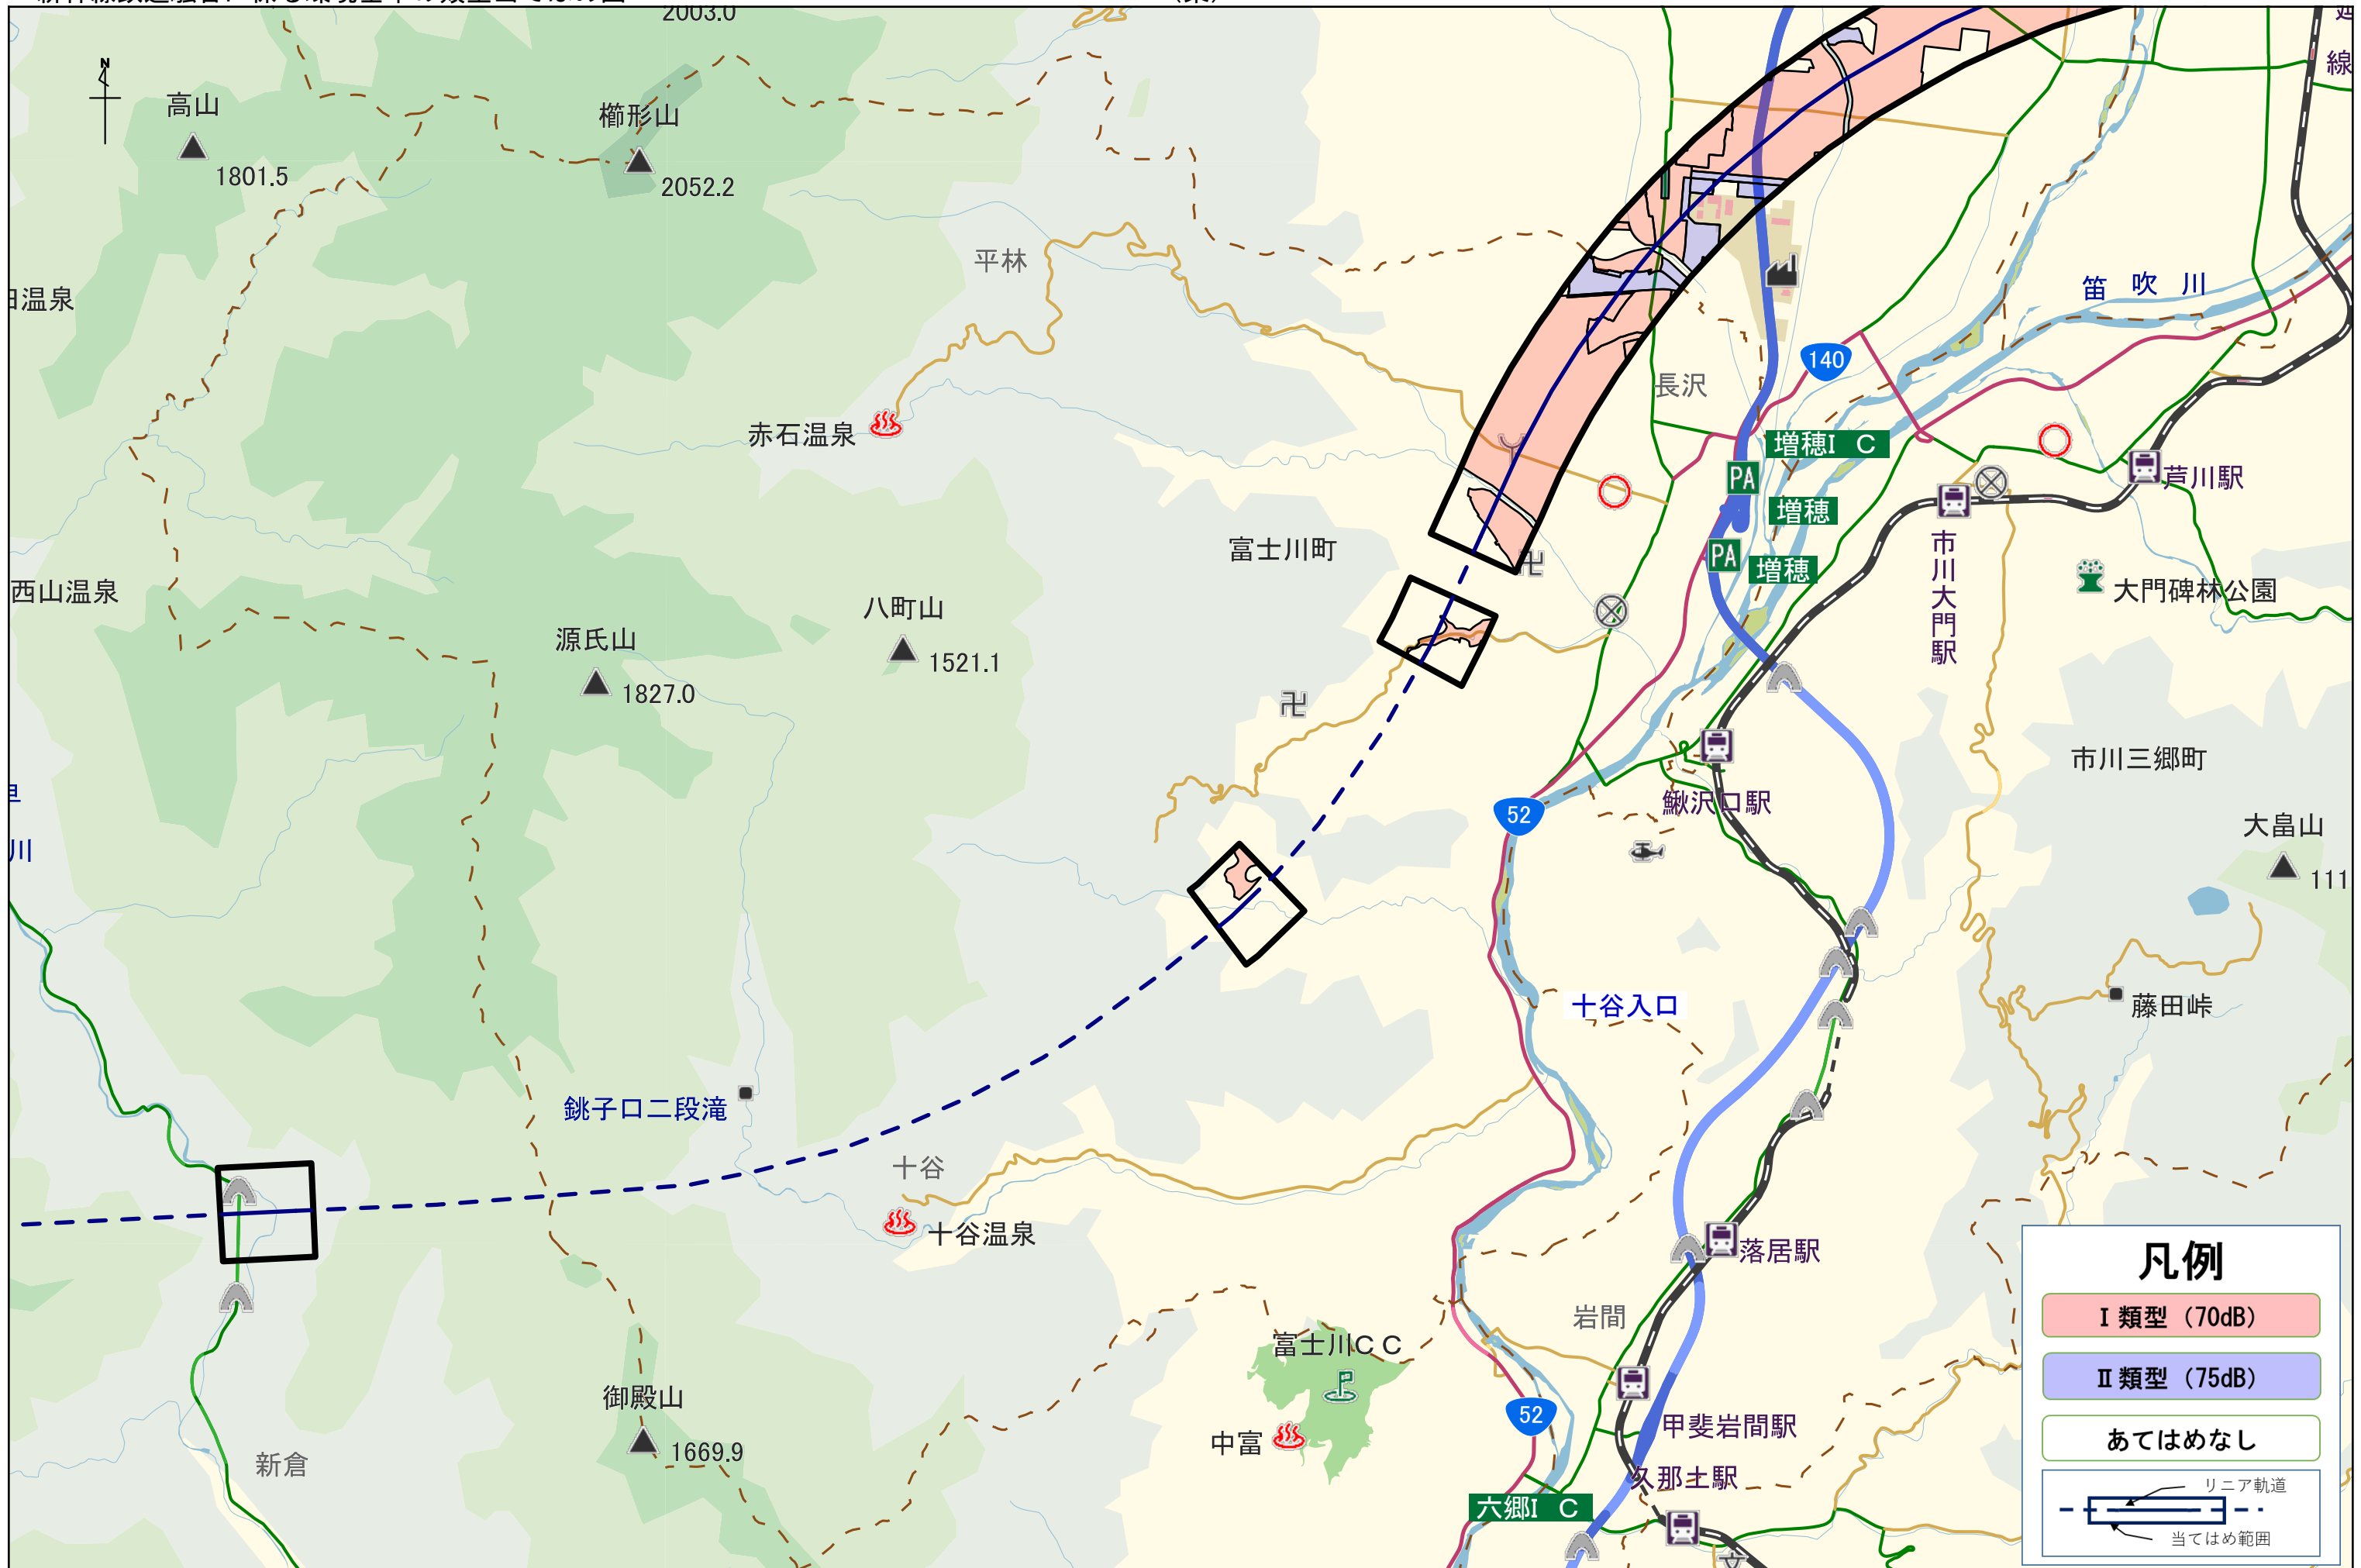 2003.0
N
高山
1801.5
櫛形山
2052.2
平林
温泉
赤石温泉
線
笛吹川
140
長沢
増穂I C
PA
増穂
PA
増穂
芦川駅
市川大門駅
大門碑林公園
富士川町
西山温泉
八町山
1521.1
源氏山
1827.0
市川三郷町
52
鰍沢口駅
大畠山
111
川
十谷入口
藤田峠
銚子口二段滝
十谷
十谷温泉
落居駅
岩間
富士川CC
御殿山
1669.9
中富
52
甲斐岩間駅
久那土駅
六郷I C
新倉
凡例
Ⅰ類型（70dB）
Ⅱ類型（75dB）
あてはめなし
リニア軌道
当てはめ範囲